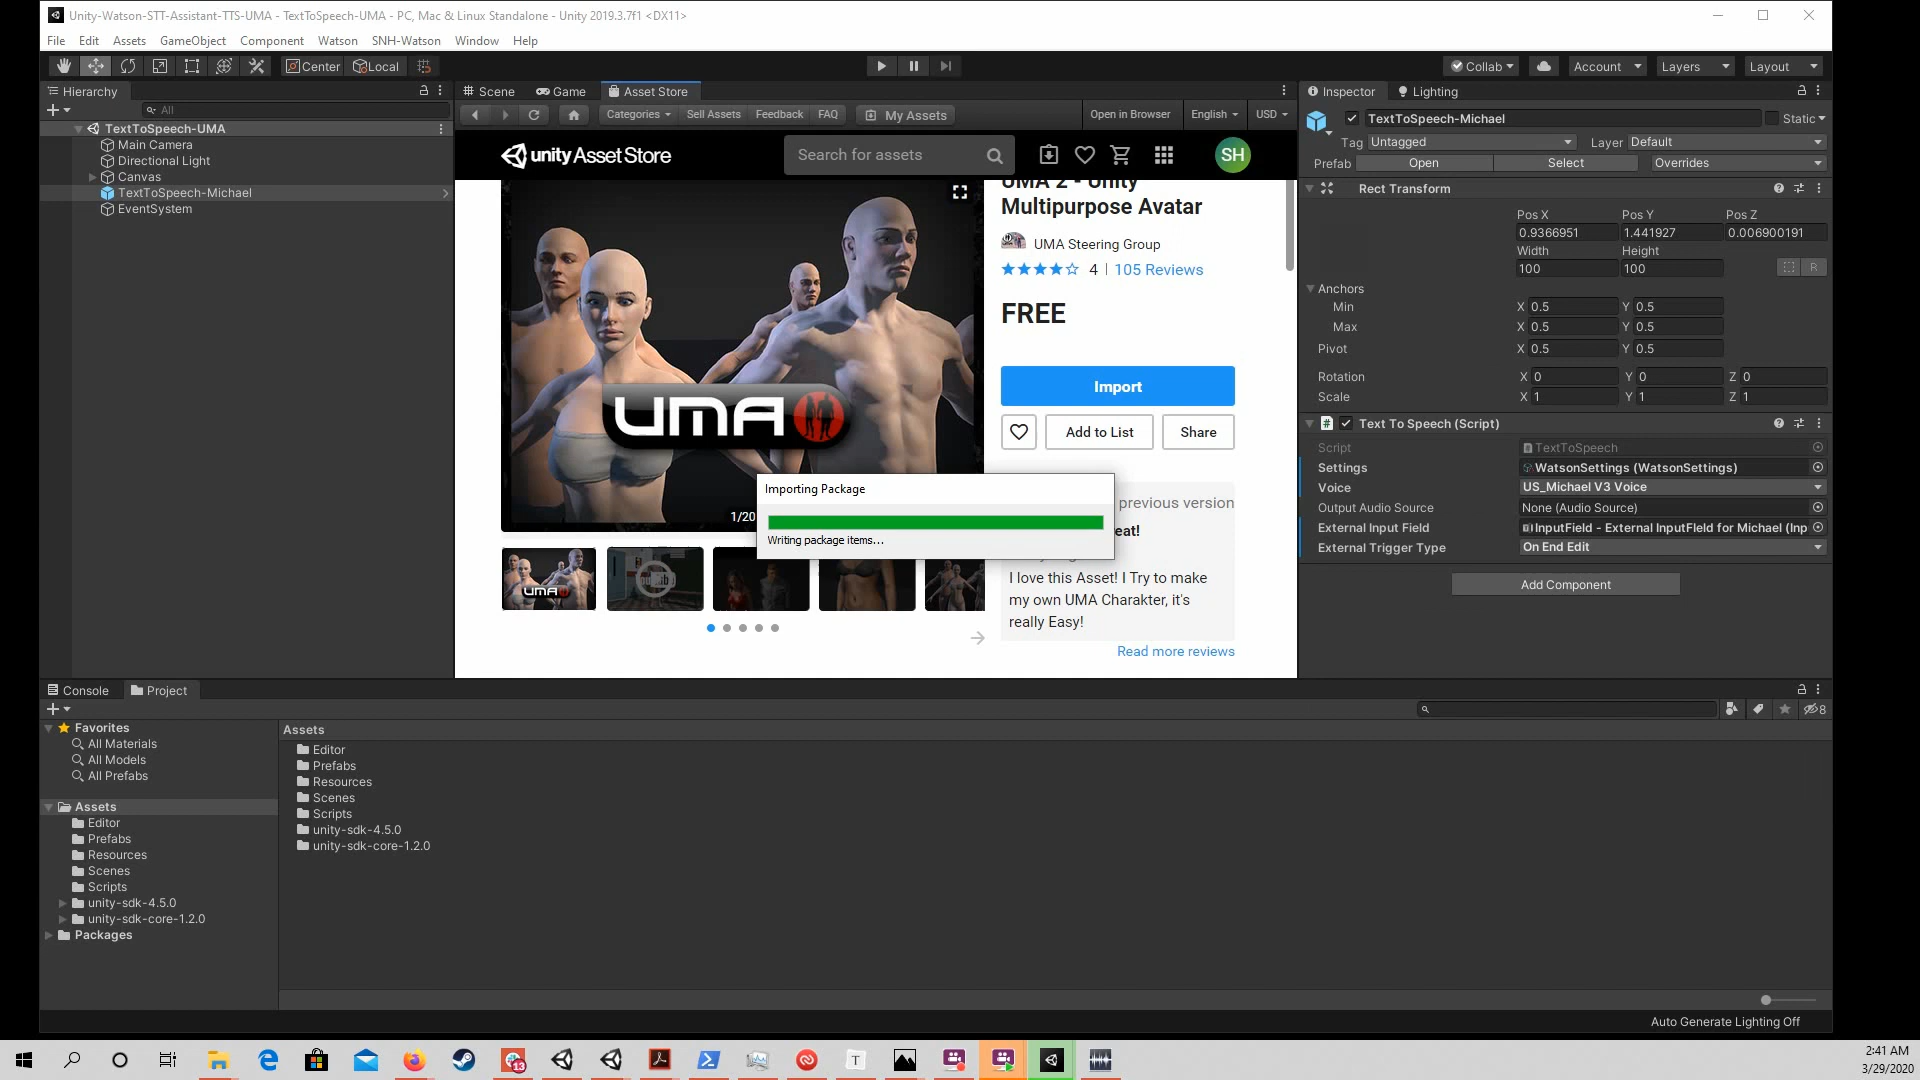 Unity-Watson-STT-Assistant-TTS-UMA - TextToSpeech-UMA - PC, Mac & Linux Standalone - Unity 2019.3.7f1 <DX11>
File Edit Assets GameObject Component Watson SNH-Watson Window Help
Center Local Collab Account Layers Layout
Hierarchy
All
TextToSpeech-UMA
Main Camera
Directional Light
Canvas
TextToSpeech-Michael
EventSystem
Scene Game Asset Store
Categories Sell Assets Feedback FAQ My Assets Open in Browser English USD
unity Asset Store
Search for assets
SH
UMA 2 - Unity
Multipurpose Avatar
UMA Steering Group
4 | 105 Reviews
FREE
Import
Add to List Share
UMA
1/20
Importing Package
Writing package items...
previous version
eat!
I love this Asset! I Try to make
my own UMA Charakter, it's
really Easy!
Read more reviews
UMA
Inspector Lighting
TextToSpeech-Michael Static
Tag Untagged Layer Default
Prefab Open Select Overrides
Rect Transform
Pos X Pos Y Pos Z
0.9366951 1.441927 0.006900191
Width Height
100 100
R
Anchors
Min X 0.5 Y 0.5
Max X 0.5 Y 0.5
Pivot X 0.5 Y 0.5
Rotation X 0 Y 0 Z 0
Scale X 1 Y 1 Z 1
# Text To Speech (Script)
Script TextToSpeech
Settings WatsonSettings (WatsonSettings)
Voice US_Michael V3 Voice
Output Audio Source None (Audio Source)
External Input Field InputField - External InputField for Michael (Inp
External Trigger Type On End Edit
Add Component
Console Project
8
Favorites
All Materials
All Models
All Prefabs
Assets
Editor
Prefabs
Resources
Scenes
Scripts
unity-sdk-4.5.0
unity-sdk-core-1.2.0
Packages
Assets
Editor
Prefabs
Resources
Scenes
Scripts
unity-sdk-4.5.0
unity-sdk-core-1.2.0
Auto Generate Lighting Off
13
T
2:41 AM
3/29/2020